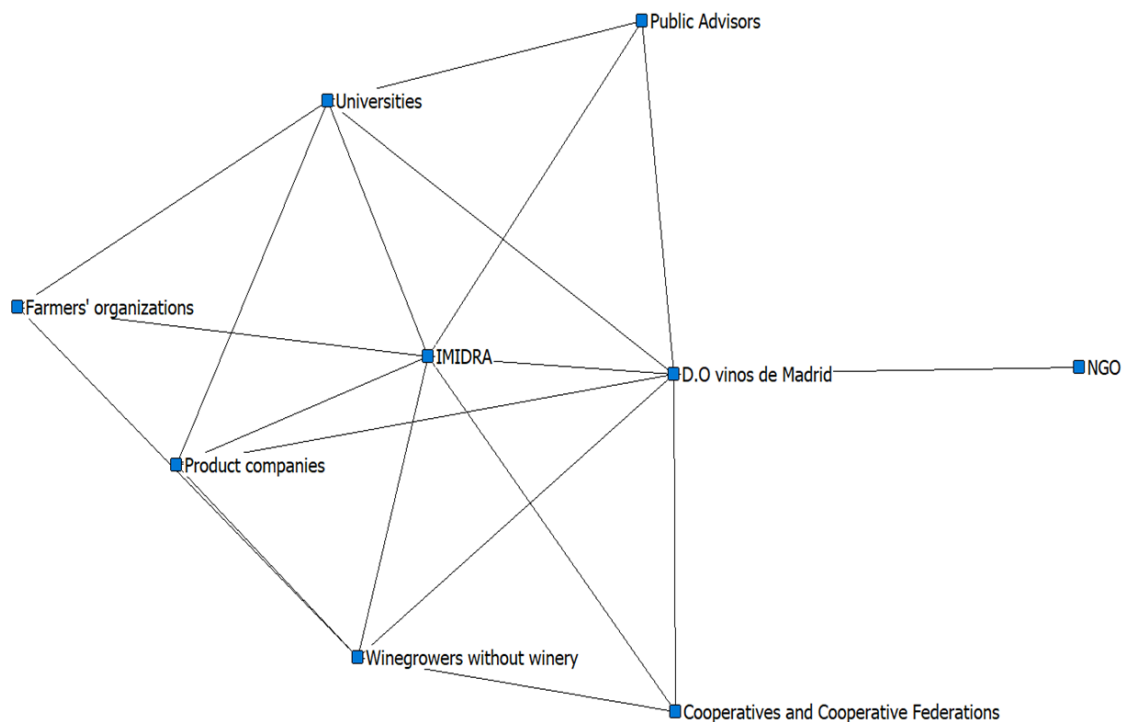 Public Advisors
Universities
Farmers' organizations
IMIDRA
D.O vinos de Madrid
NGO
Product companies
Winegrowers without winery
Cooperatives and Cooperative Federations